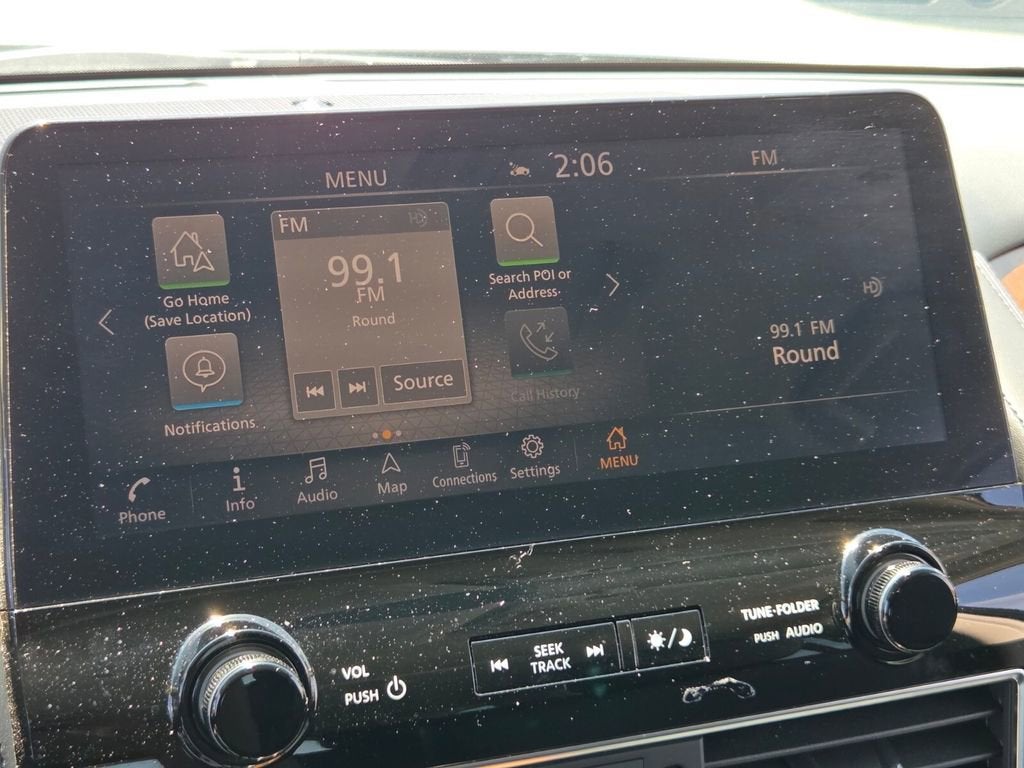 MENU
2:06
FM
Go Home
(Save Location)
Notifications
FM
HD
99.1
FM
Round
Source
Search POI or
Address
Call History
HD
99.1 FM
Round
Phone
Info
Audio
Map
Connections
Settings
MENU
VOL
PUSH
SEEK
TRACK
TUNE·FOLDER
PUSH AUDIO